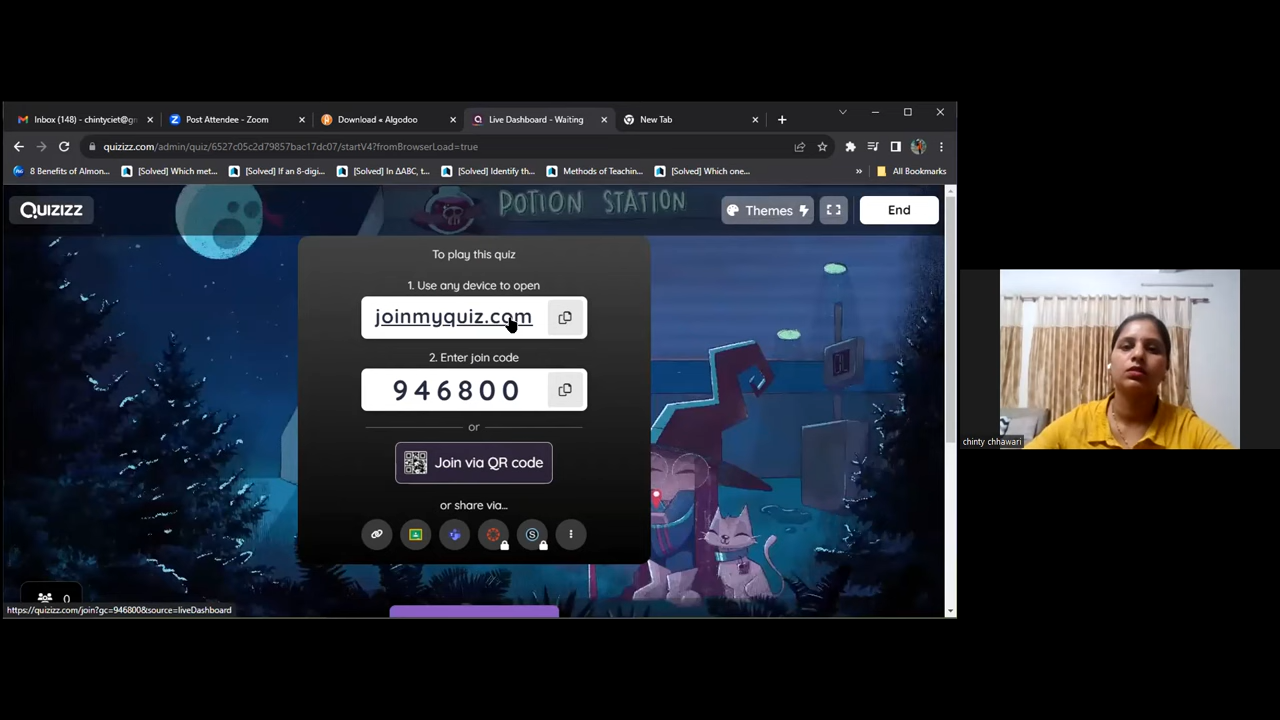 Inbox (148) - chintyciet@gn
Post Attendee - Zoom
Download « Algodoo
Live Dashboard - Waiting
New Tab
quizizz.com/admin/quiz/6527c05c2d79857bac17dc07/startV4?fromBrowserLoad=true
8 Benefits of Almon...
[Solved] Which met...
[Solved] If an 8-digi...
[Solved] In ΔABC, t...
[Solved] Identify th...
Methods of Teachin...
[Solved] Which one...
»
All Bookmarks
QUIZIZZ
POTION STATION
Themes
End
To play this quiz
1. Use any device to open
joinmyquiz.com
2. Enter join code
946800
or
Join via QR code
or share via...
0
https://quizizz.com/join?gc=946800&source=liveDashboard
chinty chhawari